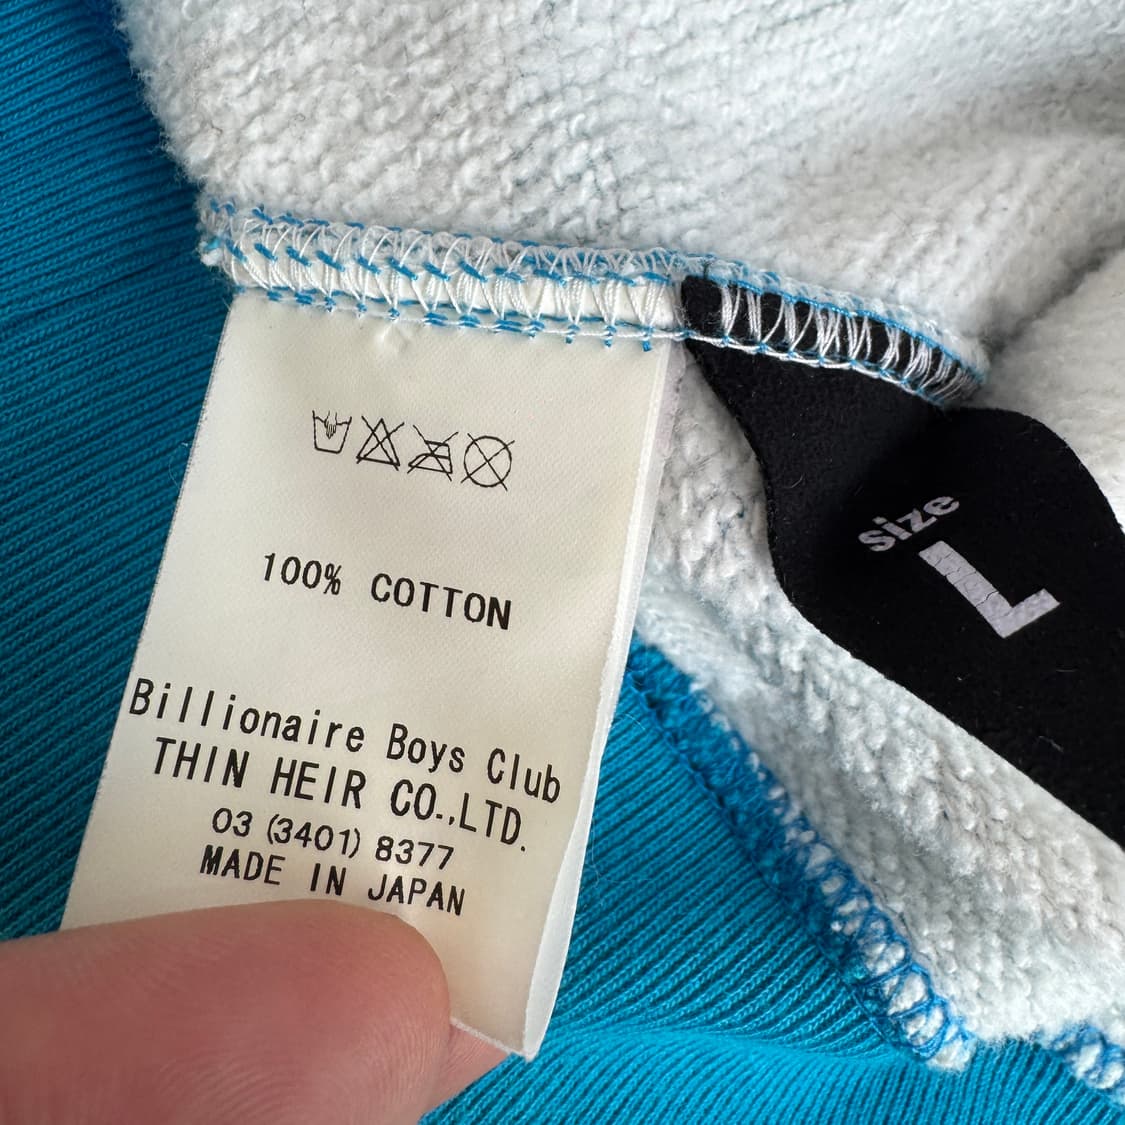 100% COTTON
Billionaire Boys Club
THIN HEIR CO.,LTD.
03 (3401) 8377
MADE IN JAPAN
Size
L